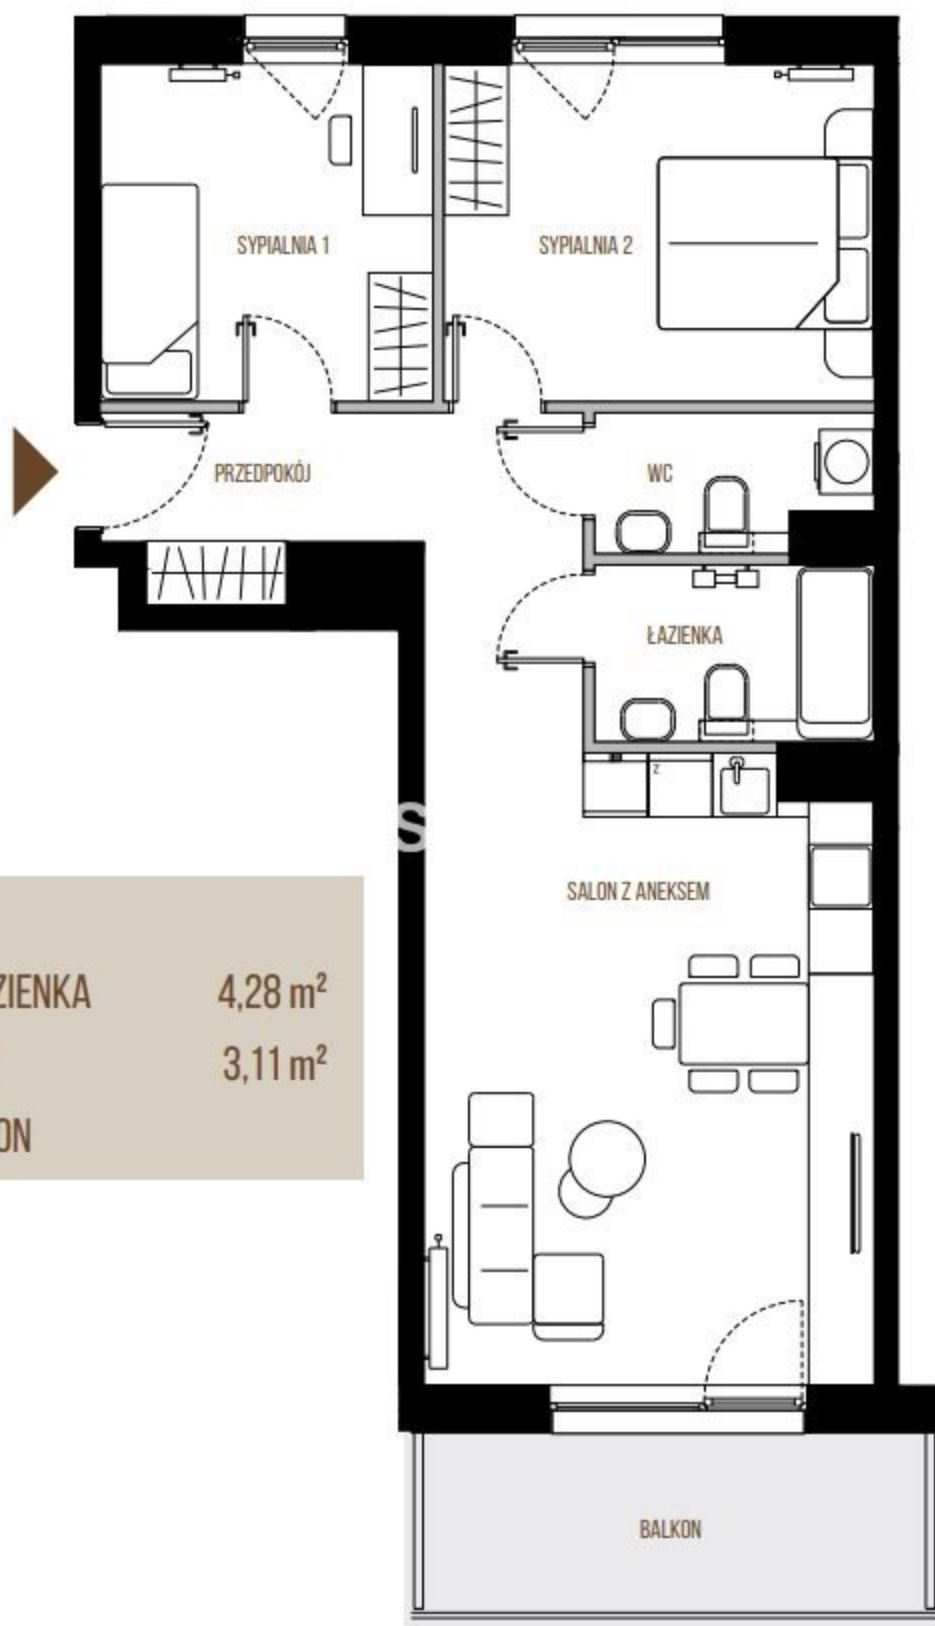 SYPIALNIA 1
SYPIALNIA 2
PRZEDPOKÓJ
WC
ŁAZIENKA
Z
S
SALON Z ANEKSEM
ZIENKA 4,28 m²
3,11 m²
ON
BALKON